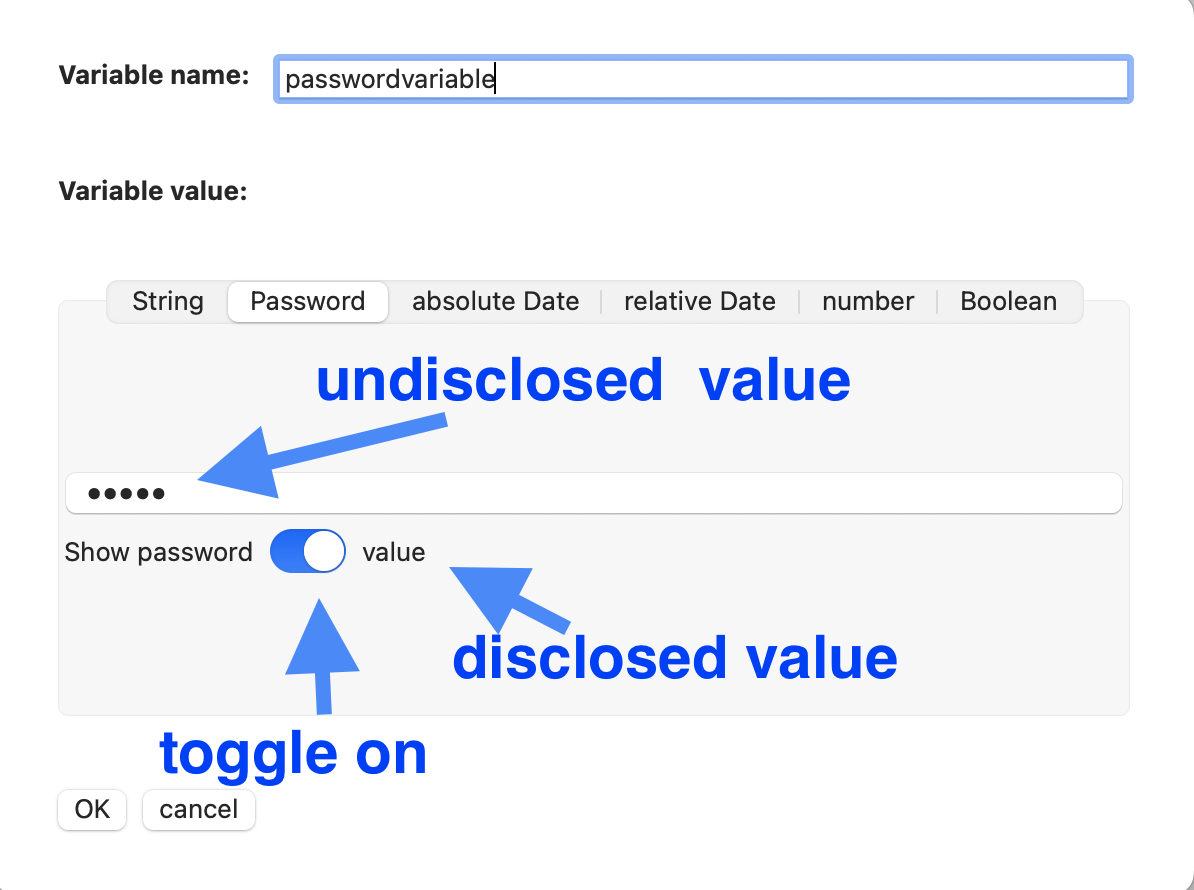 Variable name: passwordvariable
Variable value:
String Password absolute Date relative Date number Boolean
undisclosed value
•••••
Show password value
disclosed value
toggle on
OK cancel